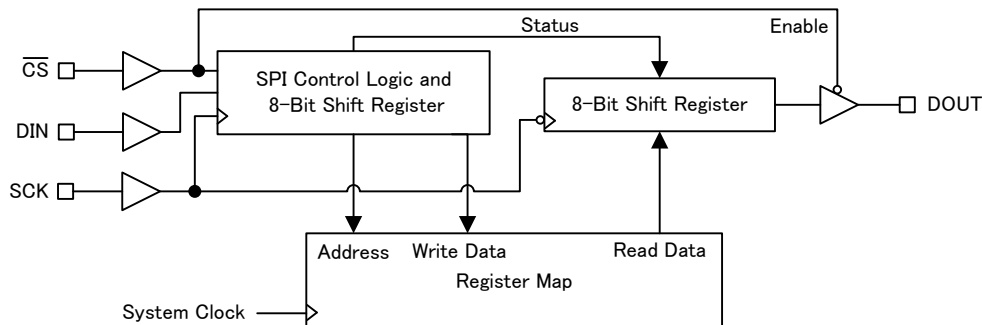 Status
Enable
C̅S̅
SPI Control Logic and
8-Bit Shift Register
8-Bit Shift Register
DOUT
DIN
SCK
Address
Write Data
Read Data
Register Map
System Clock